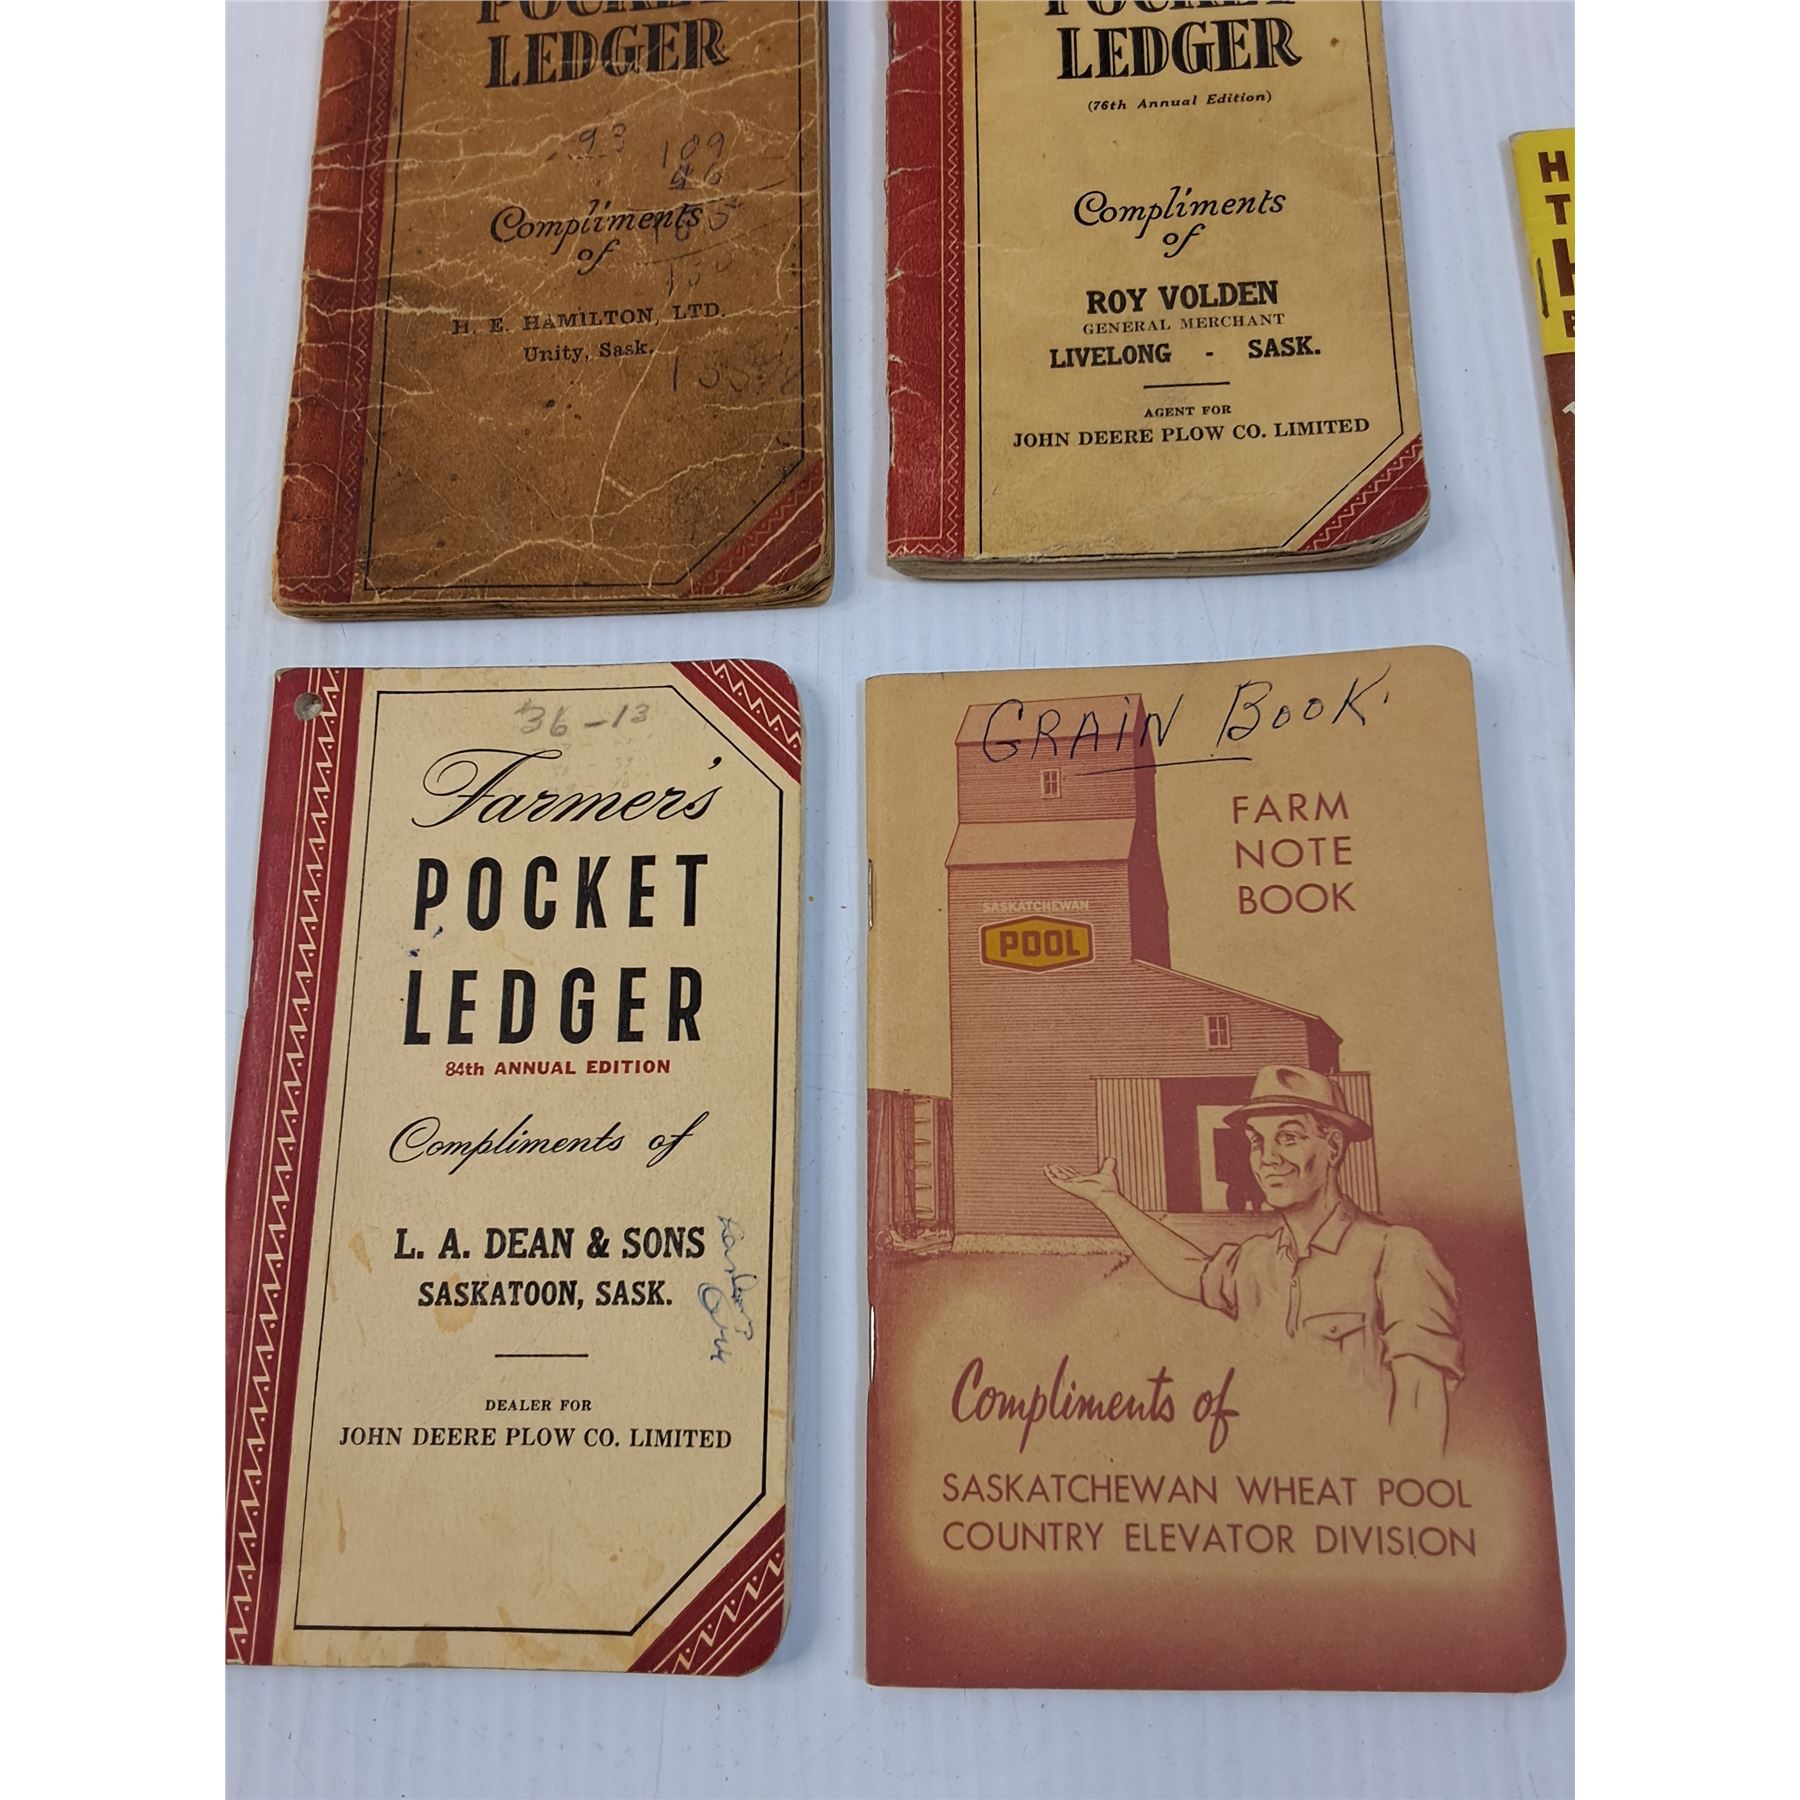 POCKET
LEDGER
93
109
46
Compliments
of
H. E. HAMILTON, LTD.
Unity, Sask.
POCKET
LEDGER
(76th Annual Edition)
Compliments
of
ROY VOLDEN
GENERAL MERCHANT
LIVELONG - SASK.
AGENT FOR
JOHN DEERE PLOW CO. LIMITED
H
T
H
36-13
Farmer's
POCKET
LEDGER
84th ANNUAL EDITION
Compliments of
L. A. DEAN & SONS
SASKATOON, SASK.
DEALER FOR
JOHN DEERE PLOW CO. LIMITED
GRAIN BOOK.
FARM
NOTE
BOOK
SASKATCHEWAN
POOL
Compliments of
SASKATCHEWAN WHEAT POOL
COUNTRY ELEVATOR DIVISION